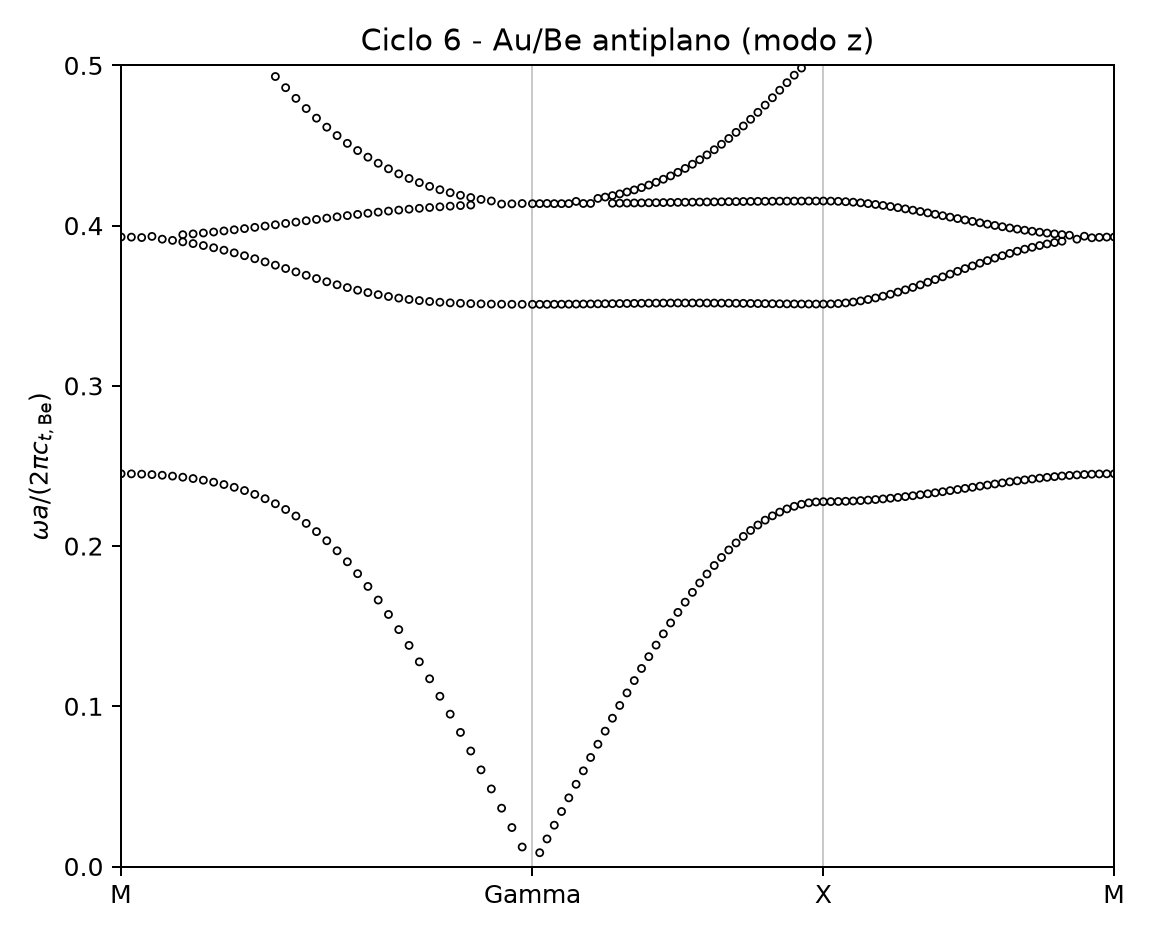 Ciclo 6 - Au/Be antiplano (modo z)
ωa/(2πc_{t,Be})
0.5
0.4
0.3
0.2
0.1
0.0
M Gamma X M